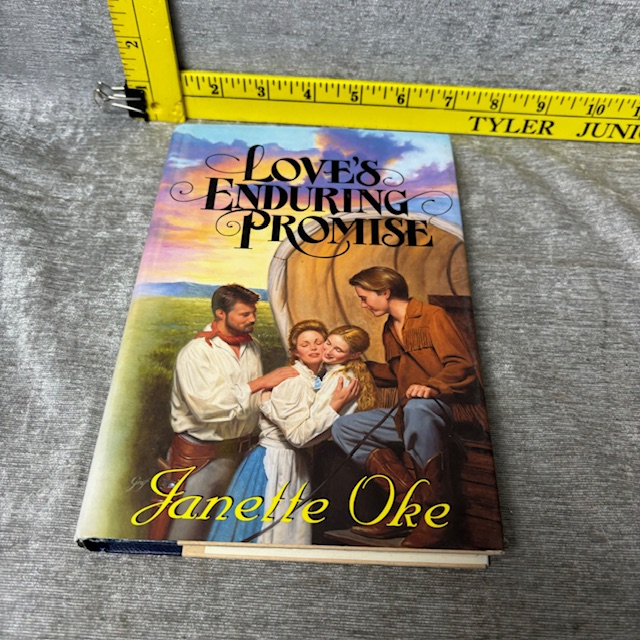 2
2 3 4 5 6 7 8 9 10 1
TYLER JUNI
LOVE'S
ENDURING
PROMISE
Janette Oke